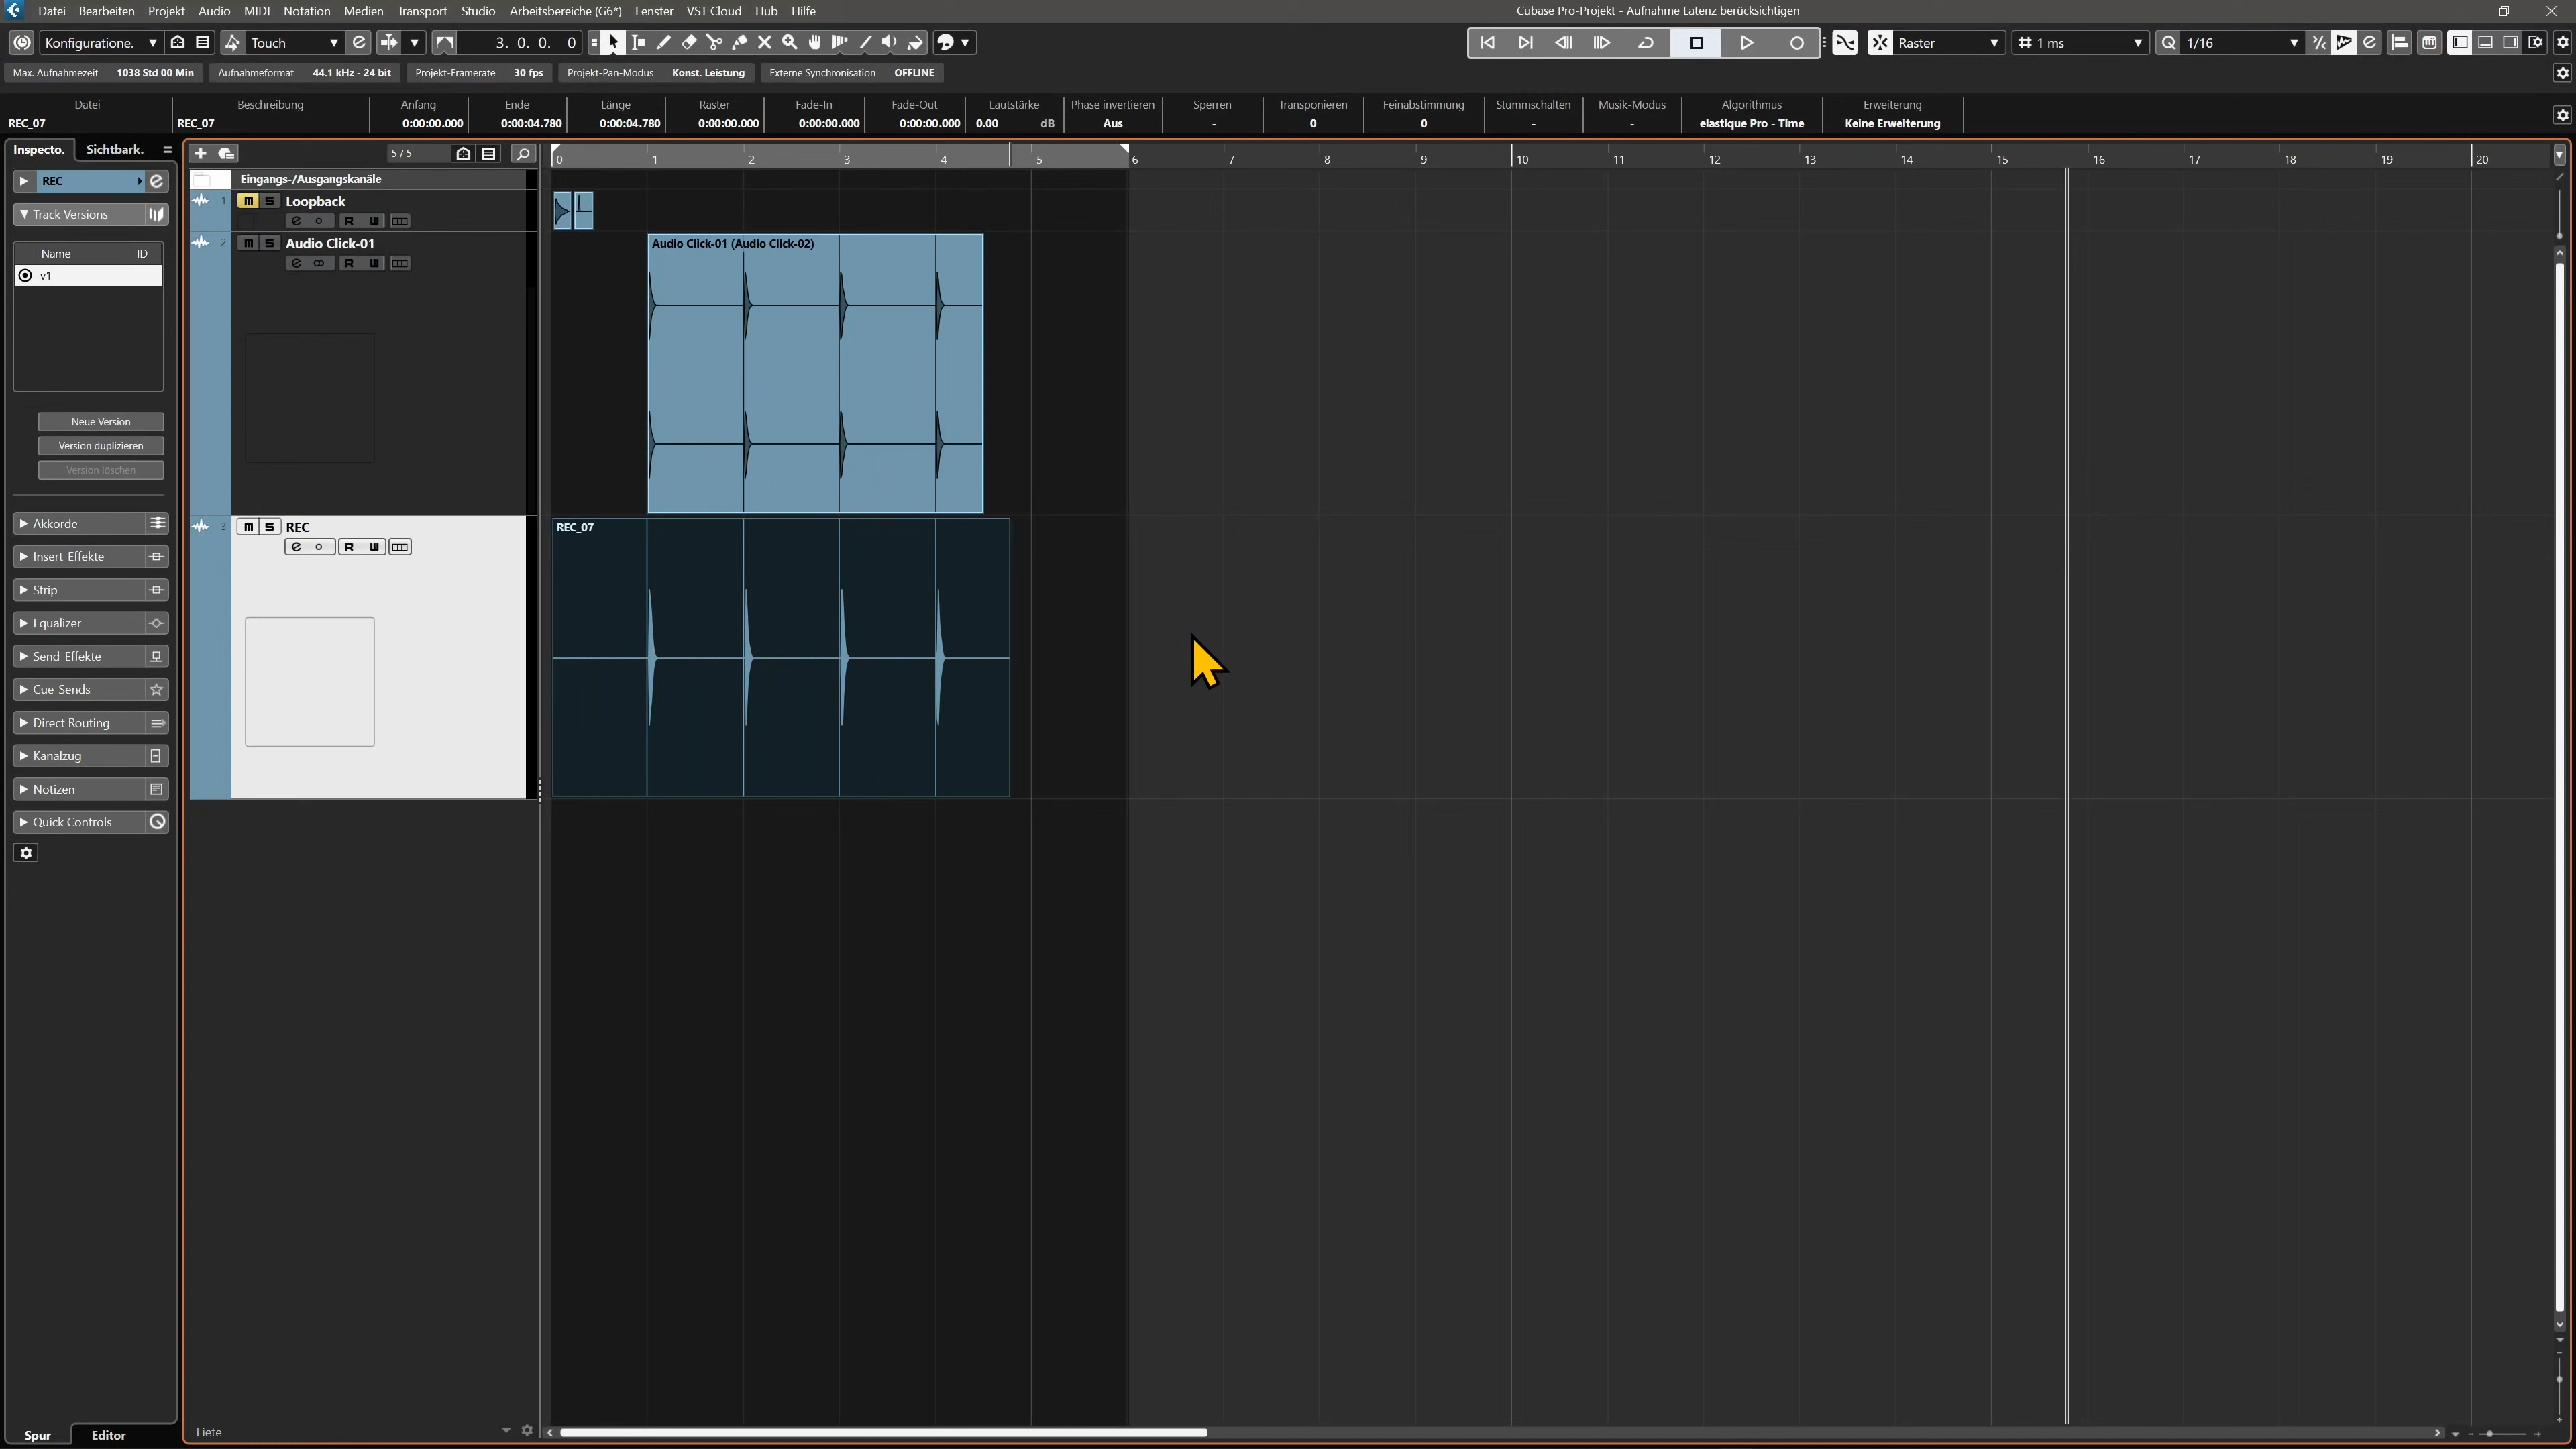 Datei Bearbeiten Projekt Audio MIDI Notation Medien Transport Studio Arbeitsbereiche (G6*) Fenster VST Cloud Hub Hilfe Cubase Pro-Projekt - Aufnahme Latenz berücksichtigen
Konfiguratione. Touch 3. 0. 0. 0 Raster 1 ms 1/16
Max. Aufnahmezeit 1038 Std 00 Min Aufnahmeformat 44.1 kHz - 24 bit Projekt-Framerate 30 fps Projekt-Pan-Modus Konst. Leistung Externe Synchronisation OFFLINE
Datei Beschreibung Anfang Ende Länge Raster Fade-In Fade-Out Lautstärke Phase invertieren Sperren Transponieren Feinabstimmung Stummschalten Musik-Modus Algorithmus Erweiterung
REC_07 REC_07 0:00:00.000 0:00:04.780 0:00:04.780 0:00:00.000 0:00:00.000 0:00:00.000 0.00 dB Aus - 0 0 - - elastique Pro - Time Keine Erweiterung
Inspecto. Sichtbark. 5 / 5 0 1 2 3 4 5 6 7 8 9 10 11 12 13 14 15 16 17 18 19 20
REC Eingangs-/Ausgangskanäle
1 m S Loopback
R W
Track Versions
2 m S Audio Click-01 Audio Click-01 (Audio Click-02)
R W
Name ID
v1
Neue Version
Version duplizieren
Version löschen
Akkorde
3 m S REC REC_07
R W
Insert-Effekte
Strip
Equalizer
Send-Effekte
Cue-Sends
Direct Routing
Kanalzug
Notizen
Quick Controls
Fiete
Spur Editor